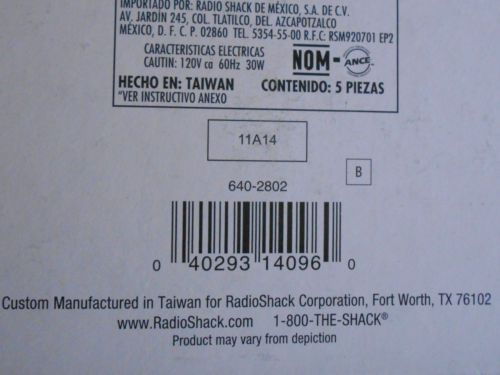 IMPORTADO POR: RADIO SHACK DE MÉXICO, S.A. DE C.V.
AV. JARDÍN 245, COL. TLATILCO, DEL. AZCAPOTZALCO
MÉXICO, D. F. C. P. 02860 TEL. 5354-55-00 R.F.C: RSM920701 EP2
CARACTERISTICAS ELECTRICAS
CAUTIN: 120V ca 60Hz 30W
NOM-ANCE
HECHO EN: TAIWAN CONTENIDO: 5 PIEZAS
*VER INSTRUCTIVO ANEXO
11A14
B
640-2802
0 40293 14096 0
Custom Manufactured in Taiwan for RadioShack Corporation, Fort Worth, TX 76102
www.RadioShack.com 1-800-THE-SHACK®
Product may vary from depiction